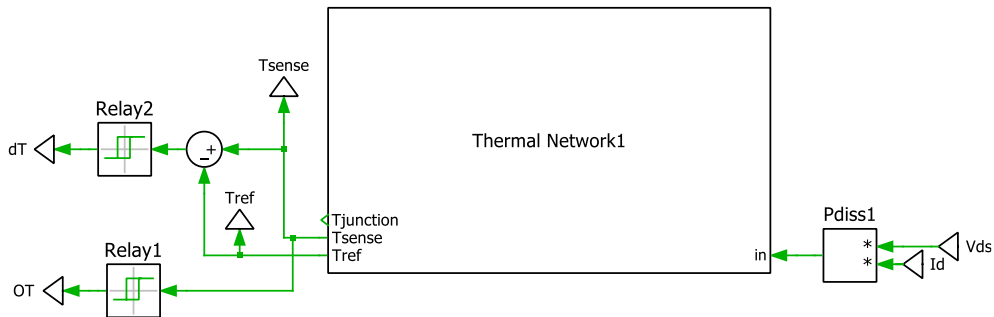 Tsense
Relay2
dT
- +
Thermal Network1
Tref
Tjunction
Tsense
Tref
Pdiss1
*
*
in
Vds
Id
Relay1
OT